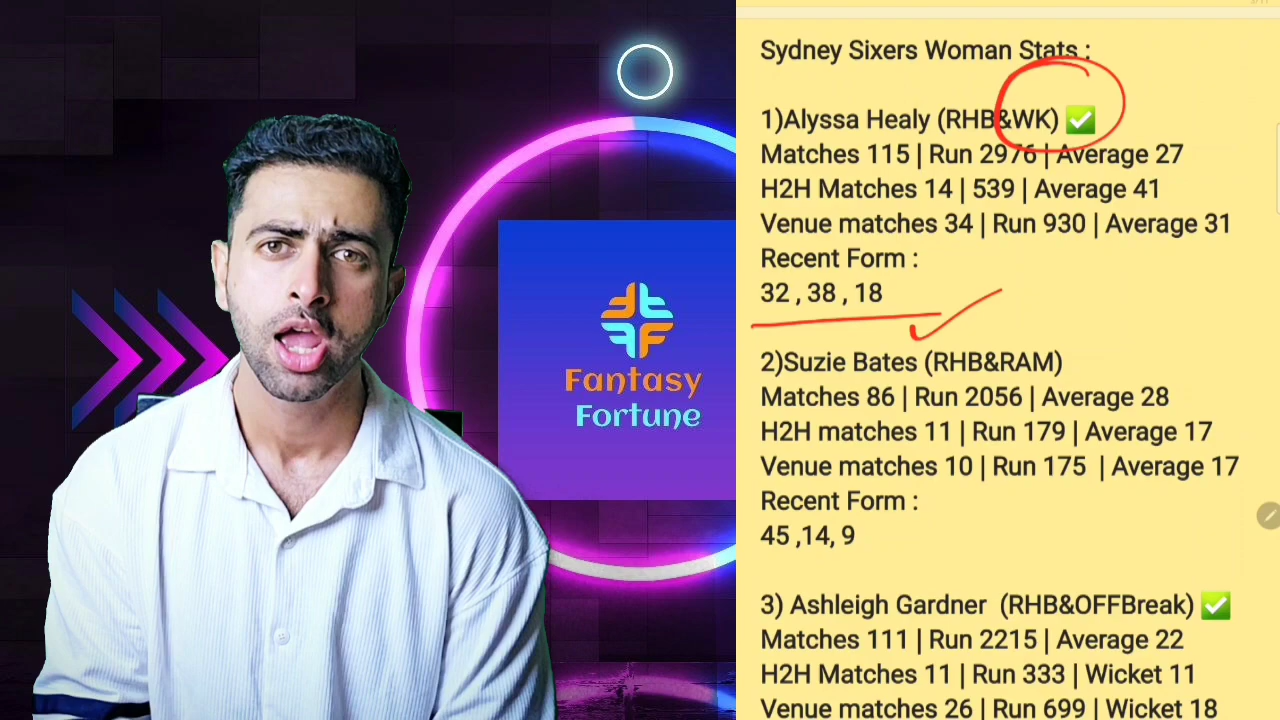 Fantasy
Fortune
Sydney Sixers Woman Stats :
1)Alyssa Healy (RHB&WK) ✅
Matches 115 | Run 2976 | Average 27
H2H Matches 14 | 539 | Average 41
Venue matches 34 | Run 930 | Average 31
Recent Form :
32 , 38 , 18
2)Suzie Bates (RHB&RAM)
Matches 86 | Run 2056 | Average 28
H2H matches 11 | Run 179 | Average 17
Venue matches 10 | Run 175 | Average 17
Recent Form :
45 ,14, 9
3) Ashleigh Gardner (RHB&OFFBreak) ✅
Matches 111 | Run 2215 | Average 22
H2H Matches 11 | Run 333 | Wicket 11
Venue matches 26 | Run 699 | Wicket 18